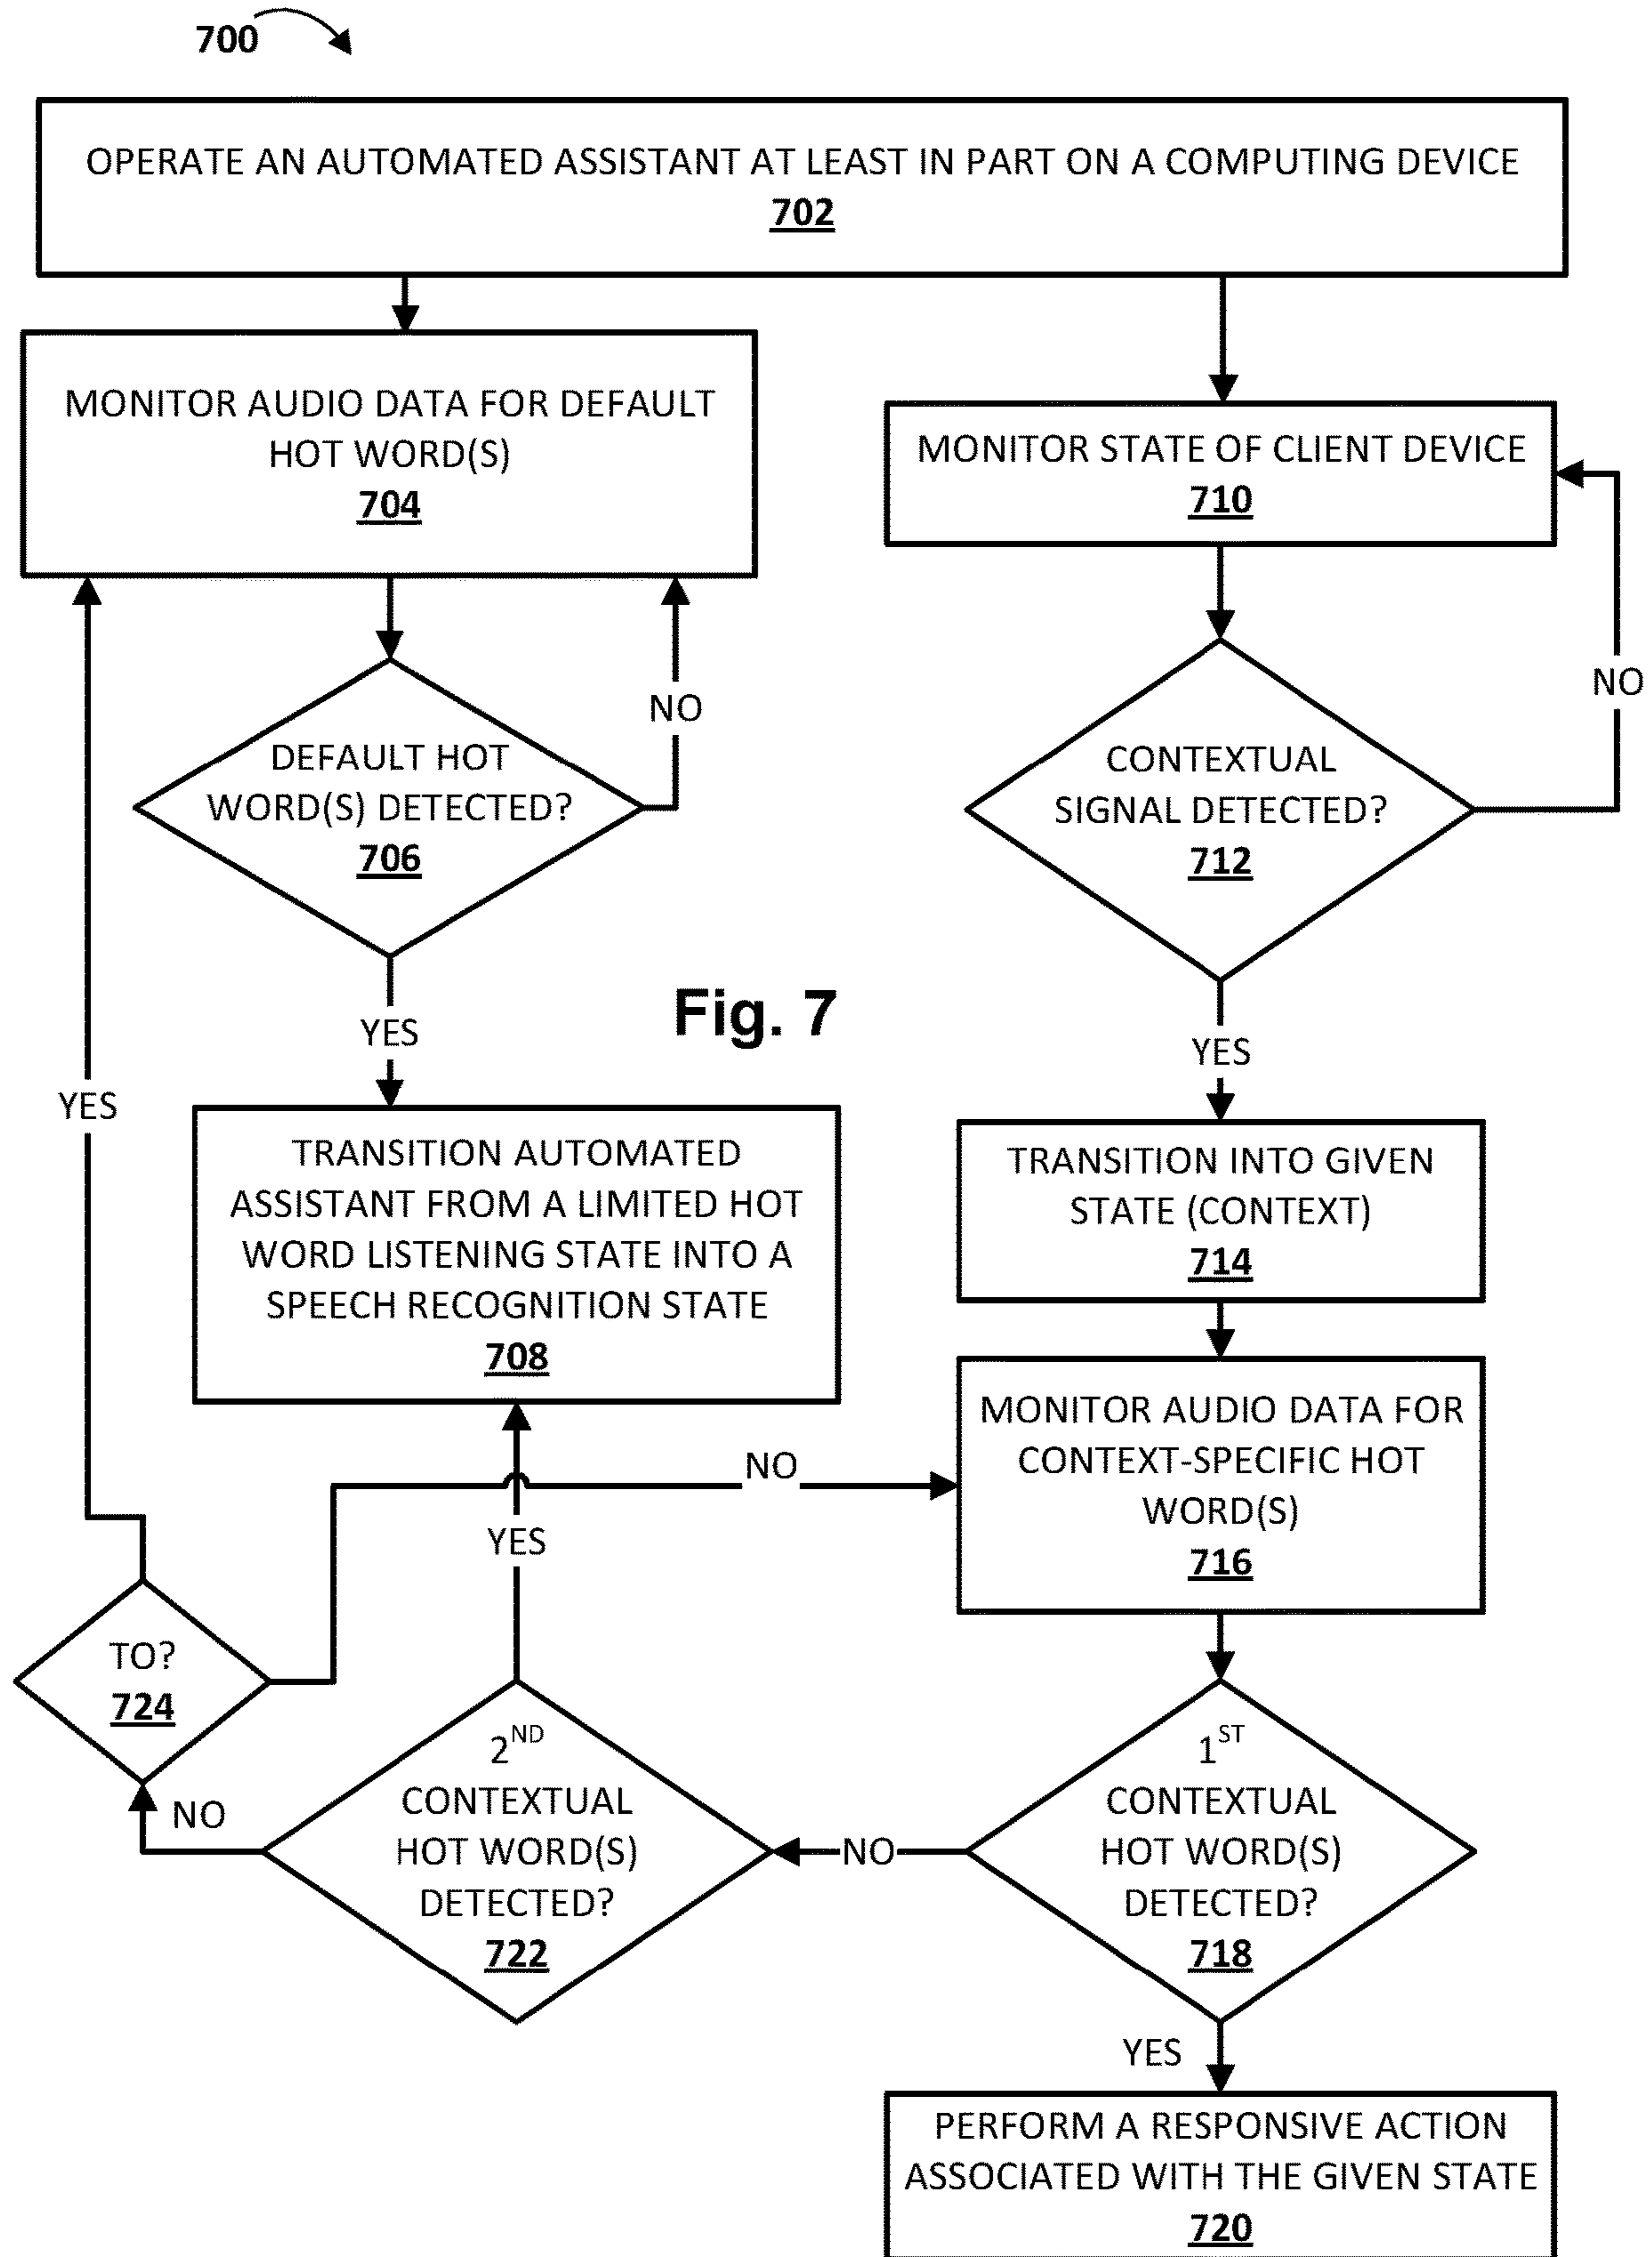 700
OPERATE AN AUTOMATED ASSISTANT AT LEAST IN PART ON A COMPUTING DEVICE
702
MONITOR AUDIO DATA FOR DEFAULT
HOT WORD(S)
704
MONITOR STATE OF CLIENT DEVICE
710
NO
NO
DEFAULT HOT
WORD(S) DETECTED?
706
CONTEXTUAL
SIGNAL DETECTED?
712
Fig. 7
YES
YES
YES
TRANSITION AUTOMATED
ASSISTANT FROM A LIMITED HOT
WORD LISTENING STATE INTO A
SPEECH RECOGNITION STATE
708
TRANSITION INTO GIVEN
STATE (CONTEXT)
714
MONITOR AUDIO DATA FOR
CONTEXT-SPECIFIC HOT
WORD(S)
716
NO
YES
TO?
724
NO
2ND
CONTEXTUAL
HOT WORD(S)
DETECTED?
722
NO
1ST
CONTEXTUAL
HOT WORD(S)
DETECTED?
718
YES
PERFORM A RESPONSIVE ACTION
ASSOCIATED WITH THE GIVEN STATE
720